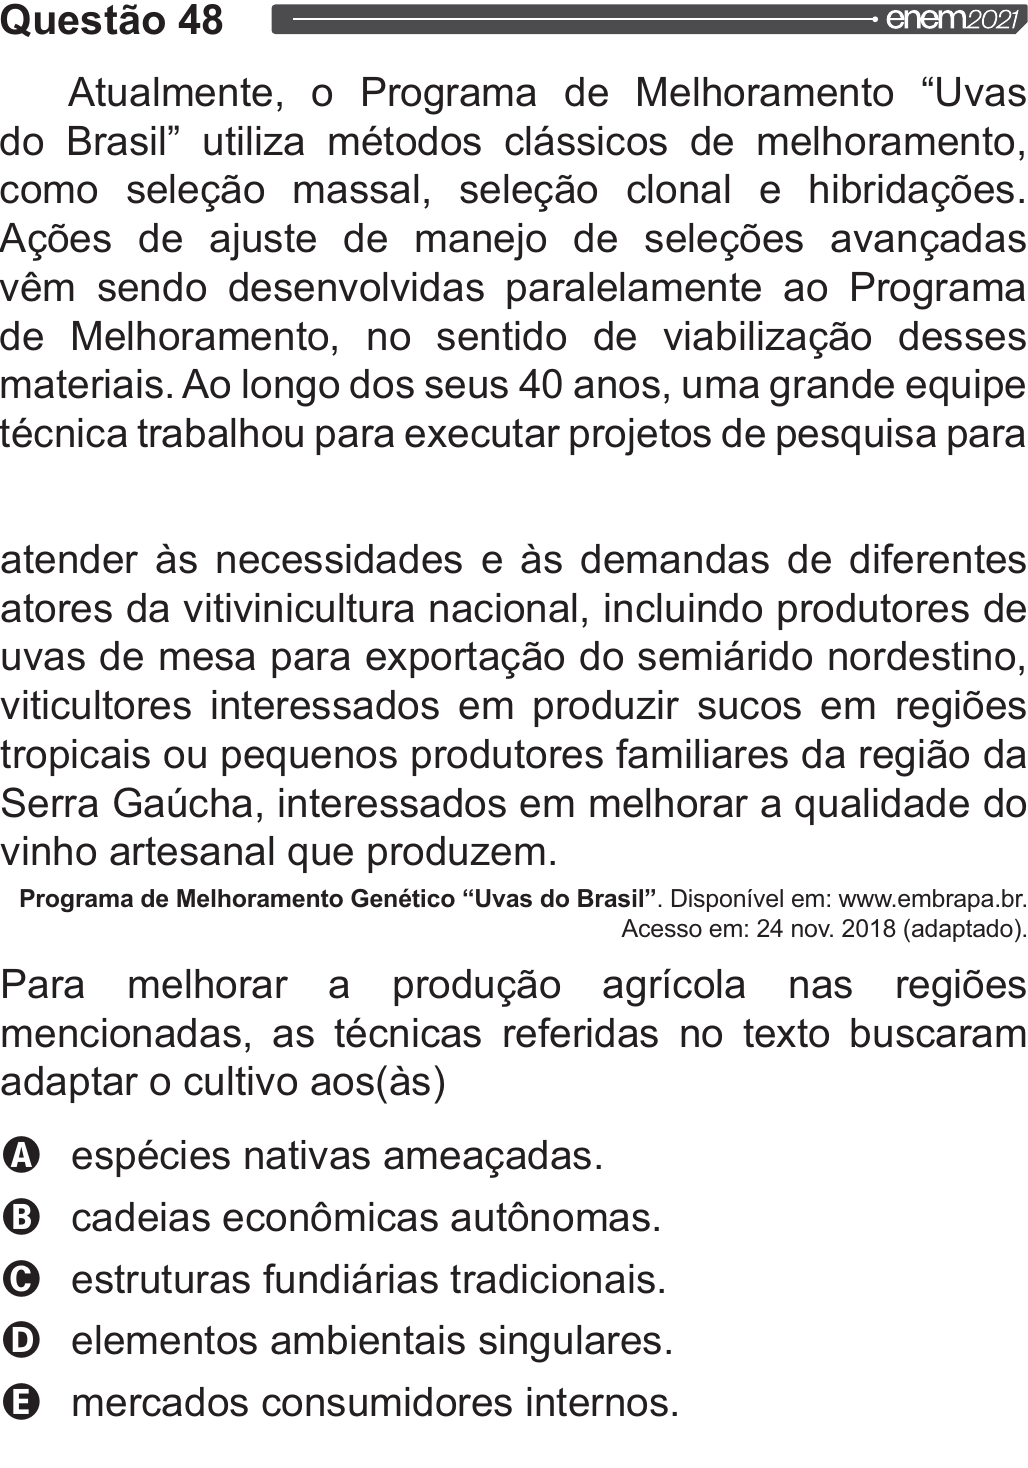 Questão 48
enem2021
Atualmente, o Programa de Melhoramento “Uvas
do Brasil” utiliza métodos clássicos de melhoramento,
como seleção massal, seleção clonal e hibridações.
Ações de ajuste de manejo de seleções avançadas
vêm sendo desenvolvidas paralelamente ao Programa
de Melhoramento, no sentido de viabilização desses
materiais. Ao longo dos seus 40 anos, uma grande equipe
técnica trabalhou para executar projetos de pesquisa para
atender às necessidades e às demandas de diferentes
atores da vitivinicultura nacional, incluindo produtores de
uvas de mesa para exportação do semiárido nordestino,
viticultores interessados em produzir sucos em regiões
tropicais ou pequenos produtores familiares da região da
Serra Gaúcha, interessados em melhorar a qualidade do
vinho artesanal que produzem.
Programa de Melhoramento Genético “Uvas do Brasil”. Disponível em: www.embrapa.br.
Acesso em: 24 nov. 2018 (adaptado).
Para melhorar a produção agrícola nas regiões
mencionadas, as técnicas referidas no texto buscaram
adaptar o cultivo aos(às)
A espécies nativas ameaçadas.
B cadeias econômicas autônomas.
C estruturas fundiárias tradicionais.
D elementos ambientais singulares.
E mercados consumidores internos.